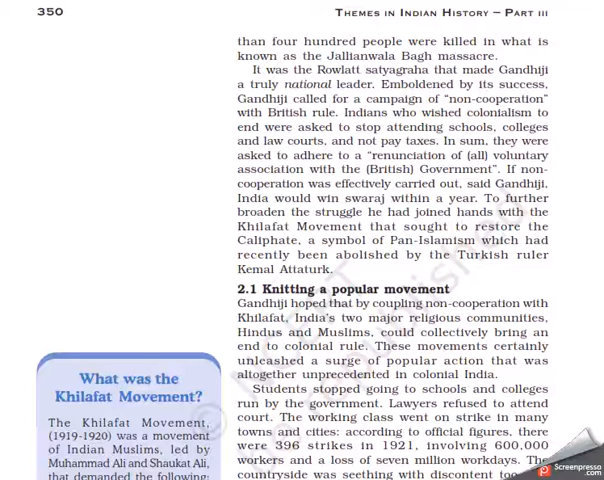 350
THEMES IN INDIAN HISTORY – PART III
than four hundred people were killed in what is
known as the Jallianwala Bagh massacre.
It was the Rowlatt satyagraha that made Gandhiji
a truly national leader. Emboldened by its success,
Gandhiji called for a campaign of “non-cooperation”
with British rule. Indians who wished colonialism to
end were asked to stop attending schools, colleges
and law courts, and not pay taxes. In sum, they were
asked to adhere to a “renunciation of (all) voluntary
association with the (British) Government”. If non-
cooperation was effectively carried out, said Gandhiji,
India would win swaraj within a year. To further
broaden the struggle he had joined hands with the
Khilafat Movement that sought to restore the
Caliphate, a symbol of Pan-Islamism which had
recently been abolished by the Turkish ruler
Kemal Attaturk.
2.1 Knitting a popular movement
Gandhiji hoped that by coupling non-cooperation with
Khilafat, India’s two major religious communities,
Hindus and Muslims, could collectively bring an
end to colonial rule. These movements certainly
unleashed a surge of popular action that was
altogether unprecedented in colonial India.
Students stopped going to schools and colleges
run by the government. Lawyers refused to attend
court. The working class went on strike in many
towns and cities: according to official figures, there
were 396 strikes in 1921, involving 600,000
workers and a loss of seven million workdays. The
countryside was seething with discontent too
What was the
Khilafat Movement?
The Khilafat Movement,
(1919-1920) was a movement
of Indian Muslims, led by
Muhammad Ali and Shaukat Ali,
that demanded the following:
© NCERT
not republished
Screenpresso
.com